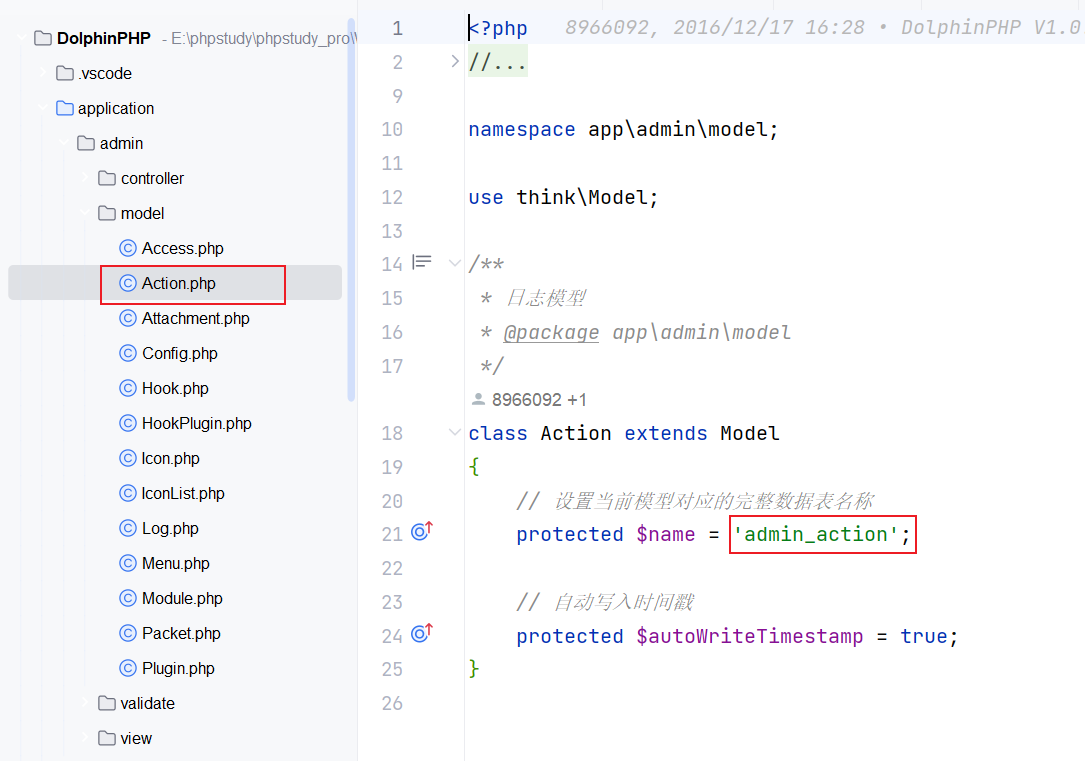 DolphinPHP - E:\phpstudy\phpstudy_pro\
.vscode
application
admin
controller
model
Access.php
Action.php
Attachment.php
Config.php
Hook.php
HookPlugin.php
Icon.php
IconList.php
Log.php
Menu.php
Module.php
Packet.php
Plugin.php
validate
view
1 <?php 8966092, 2016/12/17 16:28 • DolphinPHP V1.0
2 //...
9
10 namespace app\admin\model;
11
12 use think\Model;
13
14 /**
15 * 日志模型
16 * @package app\admin\model
17 */
8966092 +1
18 class Action extends Model
19 {
20 // 设置当前模型对应的完整数据表名称
21 protected $name = 'admin_action';
22
23 // 自动写入时间戳
24 protected $autoWriteTimestamp = true;
25 }
26